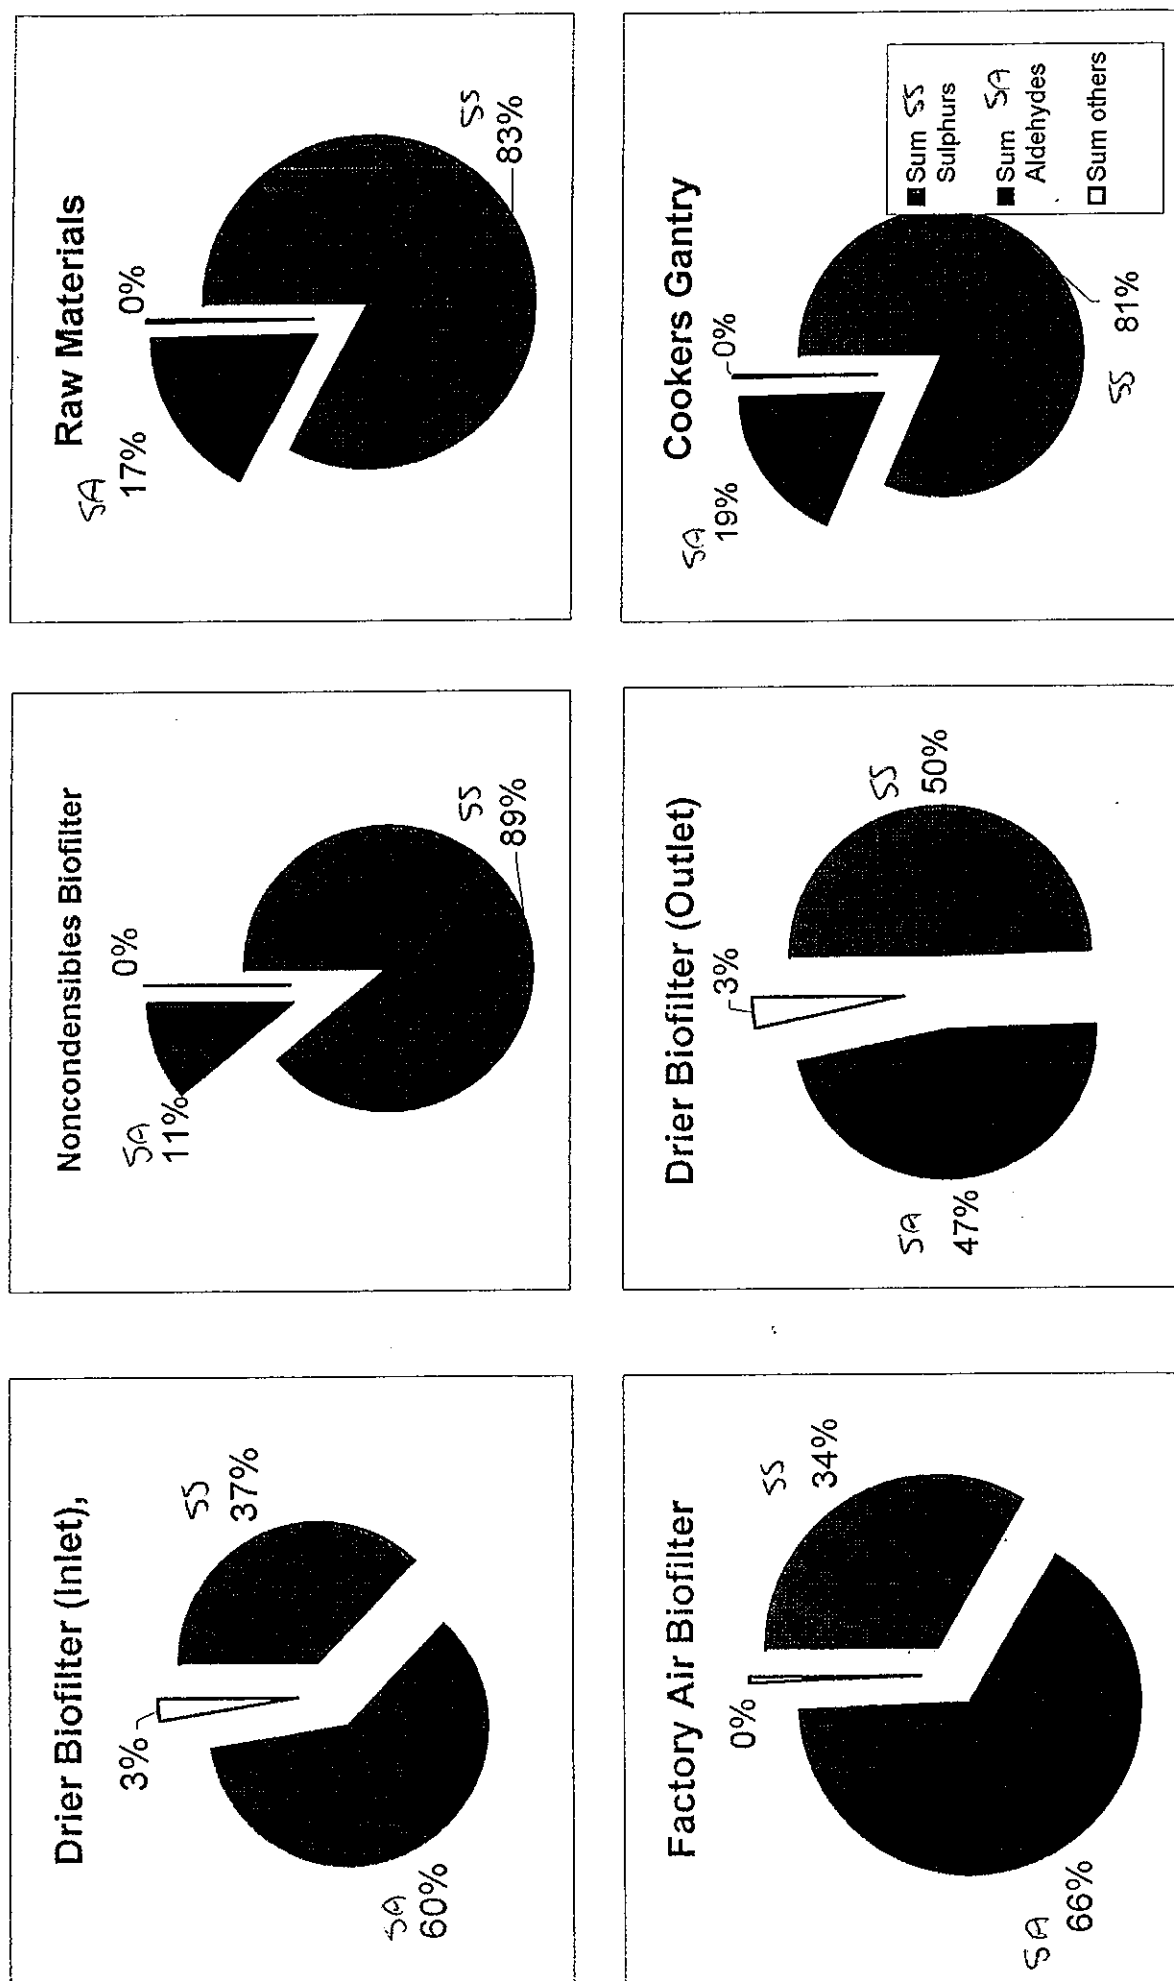 Drier Biofilter (Inlet),
3%
SS
37%
SA
60%
Noncondensibles Biofilter
0%
SA
11%
SS
89%
Raw Materials
0%
SA
17%
SS
83%
Factory Air Biofilter
0%
SS
34%
SA
66%
Drier Biofilter (Outlet)
3%
SS
50%
SA
47%
Cookers Gantry
0%
SA
19%
SS
81%
Sum SS
Sulphurs
Sum SA
Aldehydes
Sum others